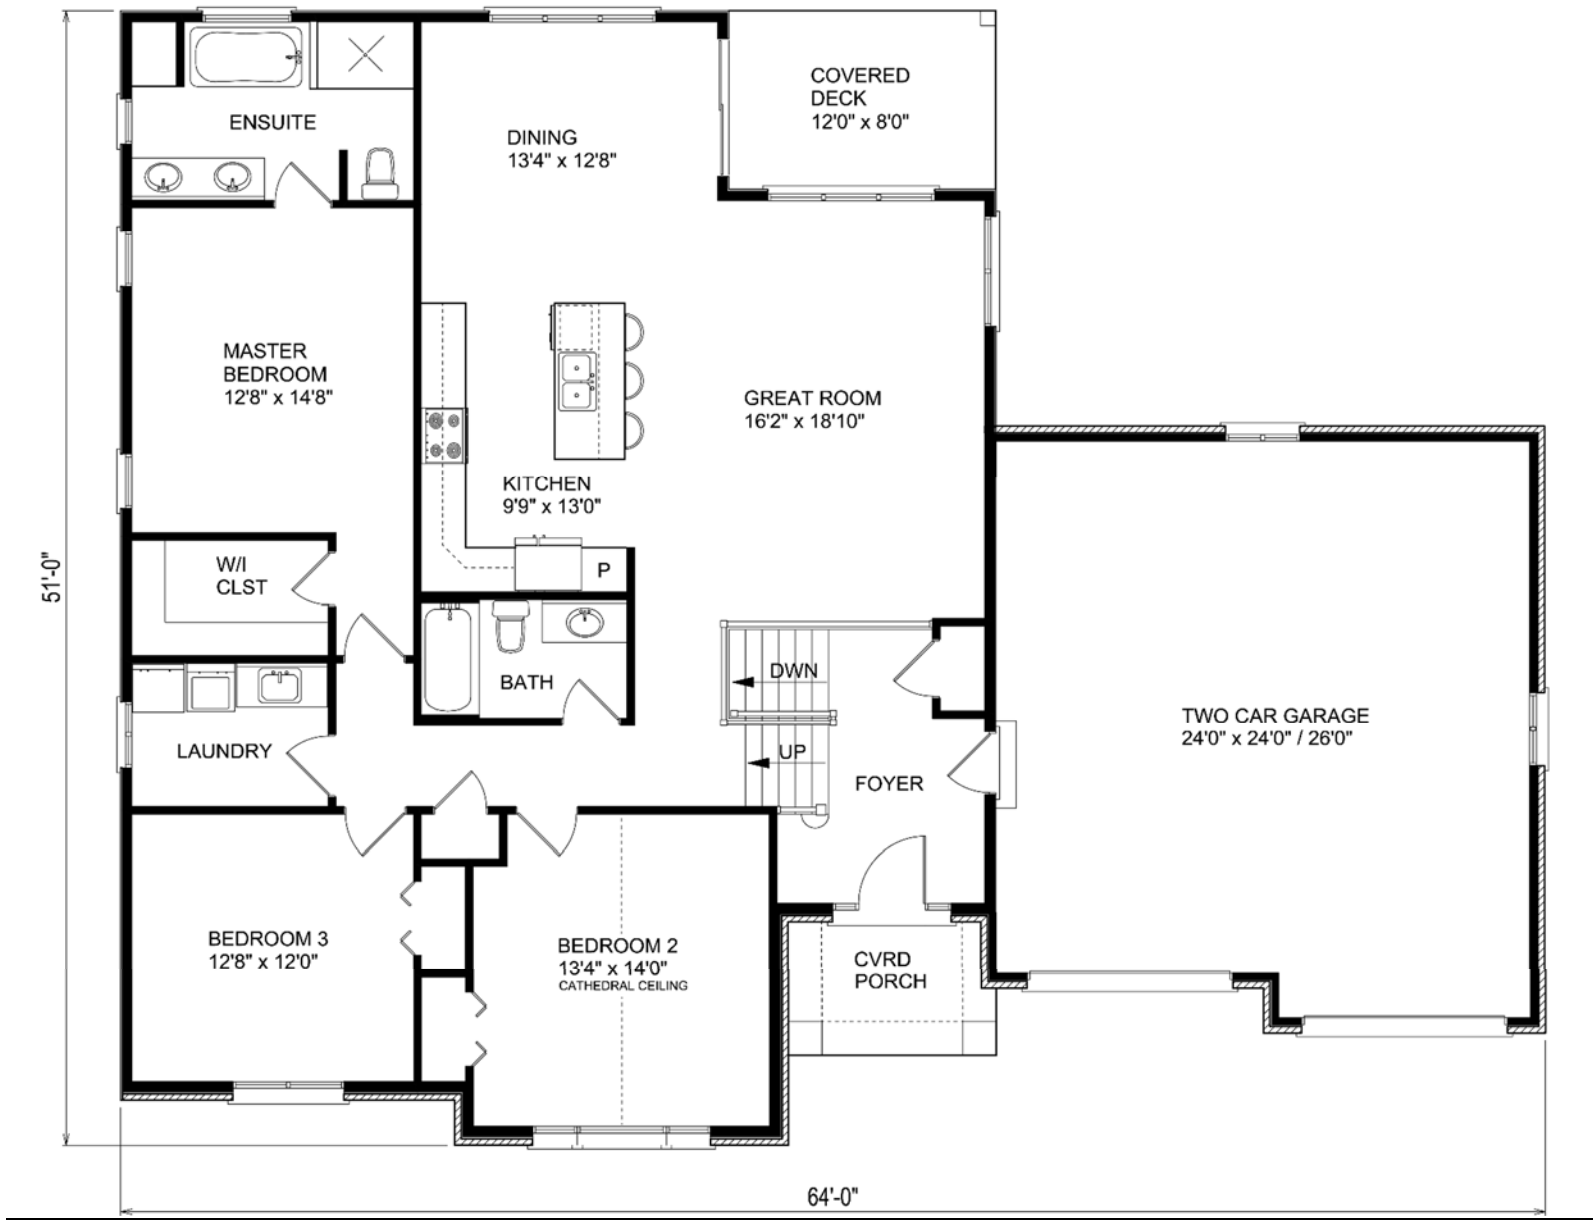 COVERED
DECK
12'0" x 8'0"
ENSUITE
DINING
13'4" x 12'8"
MASTER
BEDROOM
12'8" x 14'8"
GREAT ROOM
16'2" x 18'10"
KITCHEN
9'9" x 13'0"
W/I
CLST
P
51'-0"
DWN
BATH
TWO CAR GARAGE
24'0" x 24'0" / 26'0"
LAUNDRY
UP
FOYER
BEDROOM 3
12'8" x 12'0"
BEDROOM 2
13'4" x 14'0"
CATHEDRAL CEILING
CVRD
PORCH
64'-0"